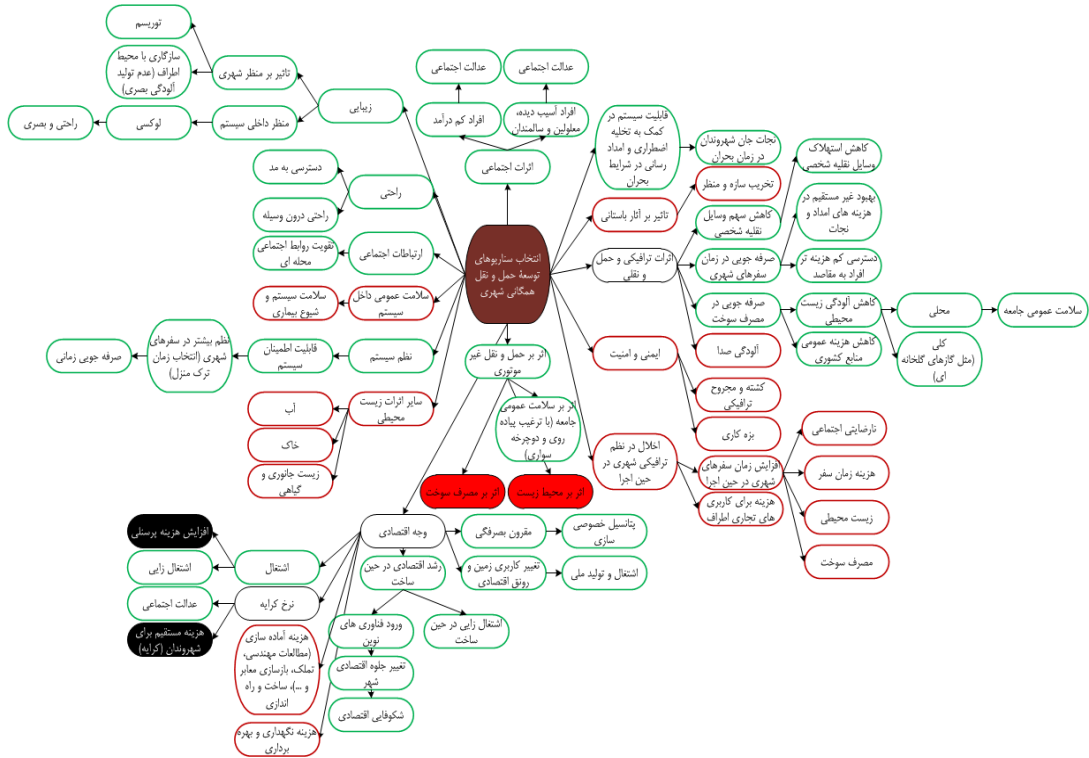 انتخاب سناریوهای
توسعۀ حمل و نقل
همگانی شهری
اثرات اجتماعی
افراد آسیب دیده،
معلولین و سالمندان
عدالت اجتماعی
افراد کم درآمد
عدالت اجتماعی
قابلیت سیستم در
کمک به تخلیه
اضطراری و امداد
رسانی در شرایط
بحران
نجات جان شهروندان
در زمان بحران
تاثیر بر آثار باستانی
تخریب سازه و منظر
اثرات ترافیکی و حمل
و نقلی
کاهش سهم وسایل
نقلیه شخصی
کاهش استهلاک
وسایل نقلیه شخصی
صرفه جویی در زمان
سفرهای شهری
بهبود غیر مستقیم در
هزینه های امداد و
نجات
دسترسی کم هزینه تر
افراد به مقاصد
صرفه جویی در
مصرف سوخت
کاهش آلودگی زیست
محیطی
محلی
سلامت عمومی جامعه
کلی
(مثل گازهای گلخانه
ای)
کاهش هزینه عمومی
منابع کشوری
آلودگی صدا
ایمنی و امنیت
کشته و مجروح
ترافیکی
بزه کاری
اخلال در نظم
ترافیکی شهری در
حین اجرا
افزایش زمان سفرهای
شهری در حین اجرا
نارضایتی اجتماعی
هزینه زمان سفر
زیست محیطی
مصرف سوخت
هزینه برای کاربری
های تجاری اطراف
زیبایی
تاثیر بر منظر شهری
توریسم
سازگاری با محیط
اطراف (عدم تولید
آلودگی بصری)
منظر داخلی سیستم
لوکسی
راحتی و بصری
راحتی
دسترسی به مد
راحتی درون وسیله
ارتباطات اجتماعی
تقویت روابط اجتماعی
محله ای
سلامت عمومی داخل
سیستم
سلامت سیستم و
شیوع بیماری
نظم سیستم
قابلیت اطمینان
سیستم
نظم بیشتر در سفرهای
شهری (انتخاب زمان
ترک منزل)
صرفه جویی زمانی
سایر اثرات زیست
محیطی
آب
خاک
زیست جانوری و
گیاهی
اثر بر حمل و نقل غیر
موتوری
اثر بر سلامت عمومی
جامعه (با ترغیب پیاده
روی و دوچرخه
سواری)
اثر بر محیط زیست
اثر بر مصرف سوخت
وجه اقتصادی
مقرون بصرفگی
پتانسیل خصوصی
سازی
تغییر کاربری زمین و
رونق اقتصادی
اشتغال و تولید ملی
رشد اقتصادی در حین
ساخت
اشتغال زایی در حین
ساخت
ورود فناوری های
نوین
تغییر جلوه اقتصادی
شهر
شکوفایی اقتصادی
اشتغال
افزایش هزینه پرسنلی
اشتغال زایی
نرخ کرایه
عدالت اجتماعی
هزینه مستقیم برای
شهروندان (کرایه)
هزینه آماده سازی
(مطالعات مهندسی،
تملک، بازسازی معابر
و ...)، ساخت و راه
اندازی
هزینه نگهداری و بهره
برداری